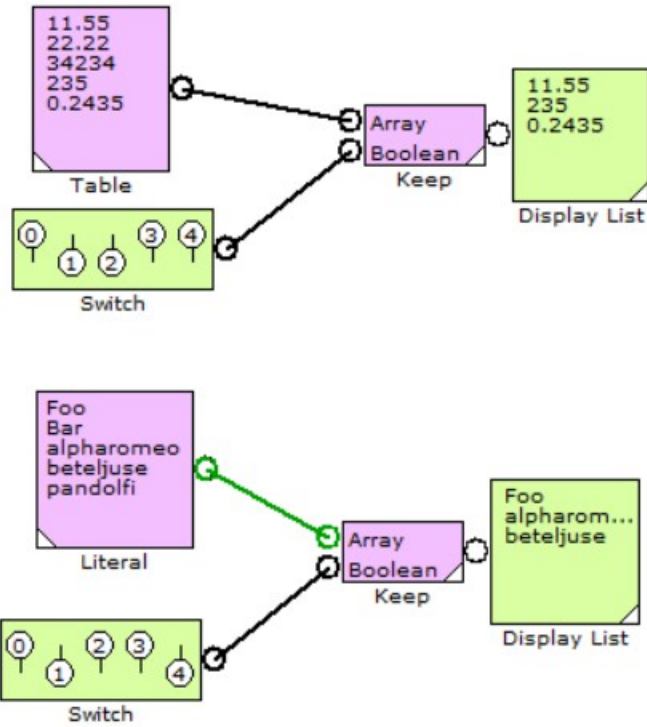 11.55
22.22
34234
235
0.2435
Table
Array
Boolean
Keep
11.55
235
0.2435
Display List
0 1 2 3 4
Switch
Foo
Bar
alpharomeo
beteljuse
pandolfi
Literal
Array
Boolean
Keep
Foo
alpharom...
beteljuse
Display List
0 1 2 3 4
Switch